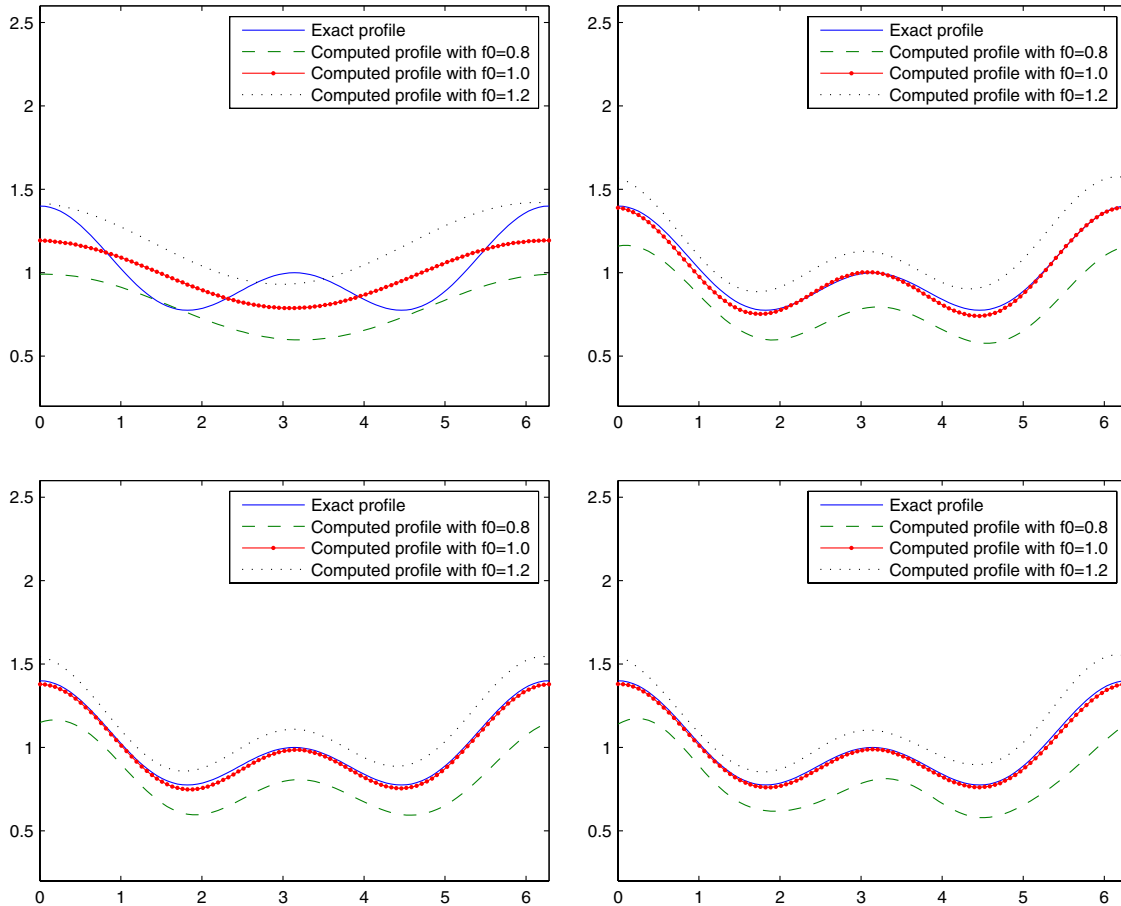 2.5
2
1.5
1
0.5
0 1 2 3 4 5 6
Exact profile
Computed profile with f0=0.8
Computed profile with f0=1.0
Computed profile with f0=1.2
2.5
2
1.5
1
0.5
0 1 2 3 4 5 6
Exact profile
Computed profile with f0=0.8
Computed profile with f0=1.0
Computed profile with f0=1.2
2.5
2
1.5
1
0.5
0 1 2 3 4 5 6
Exact profile
Computed profile with f0=0.8
Computed profile with f0=1.0
Computed profile with f0=1.2
2.5
2
1.5
1
0.5
0 1 2 3 4 5 6
Exact profile
Computed profile with f0=0.8
Computed profile with f0=1.0
Computed profile with f0=1.2